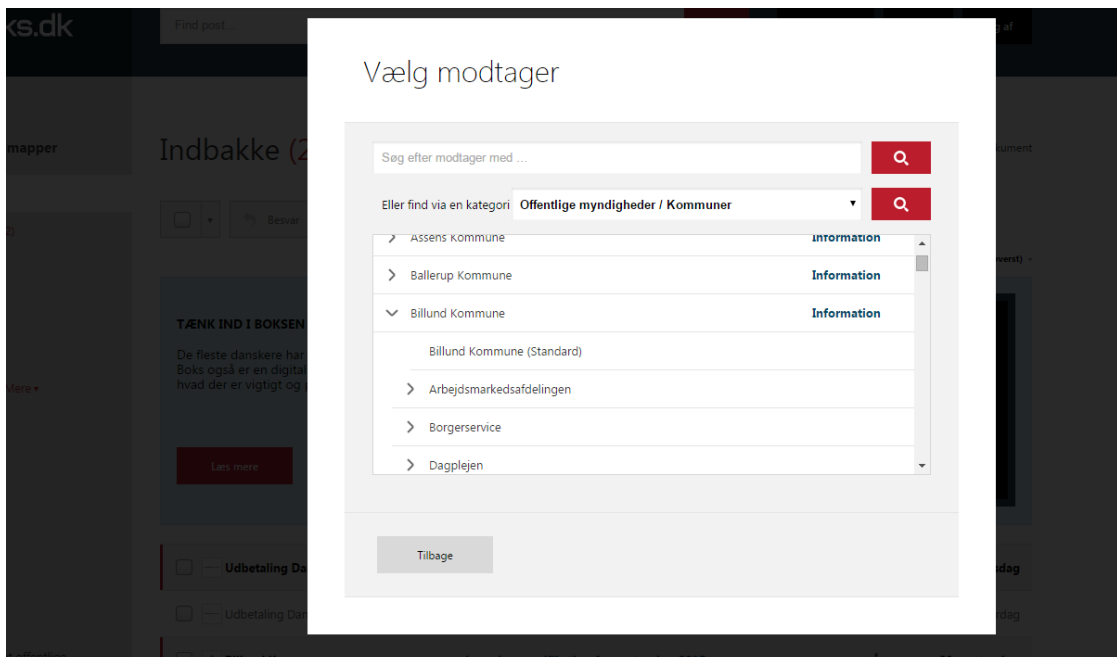 ks.dk
Find post...
g af
Vælg modtager
mapper
Indbakke (2
kument
Søg efter modtager med ...
Eller find via en kategori Offentlige myndigheder / Kommuner
Besvar
Assens Kommune Information
verst)
Ballerup Kommune Information
Billund Kommune Information
TÆNK IND I BOKSEN
De fleste danskere har
Boks også er en digital
hvad der er vigtigt og
Mere
Billund Kommune (Standard)
Arbejdsmarkedsafdelingen
Borgerservice
Dagplejen
Læs mere
Tilbage
Udbetaling Da
sdag
Udbetaling Dan
rdag